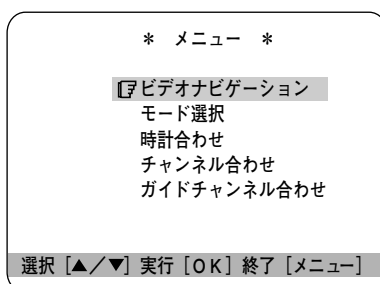 ＊ メニュー ＊
☞ビデオナビゲーション
モード選択
時計合わせ
チャンネル合わせ
ガイドチャンネル合わせ
選択［▲／▼］実行［OK］終了［メニュー］